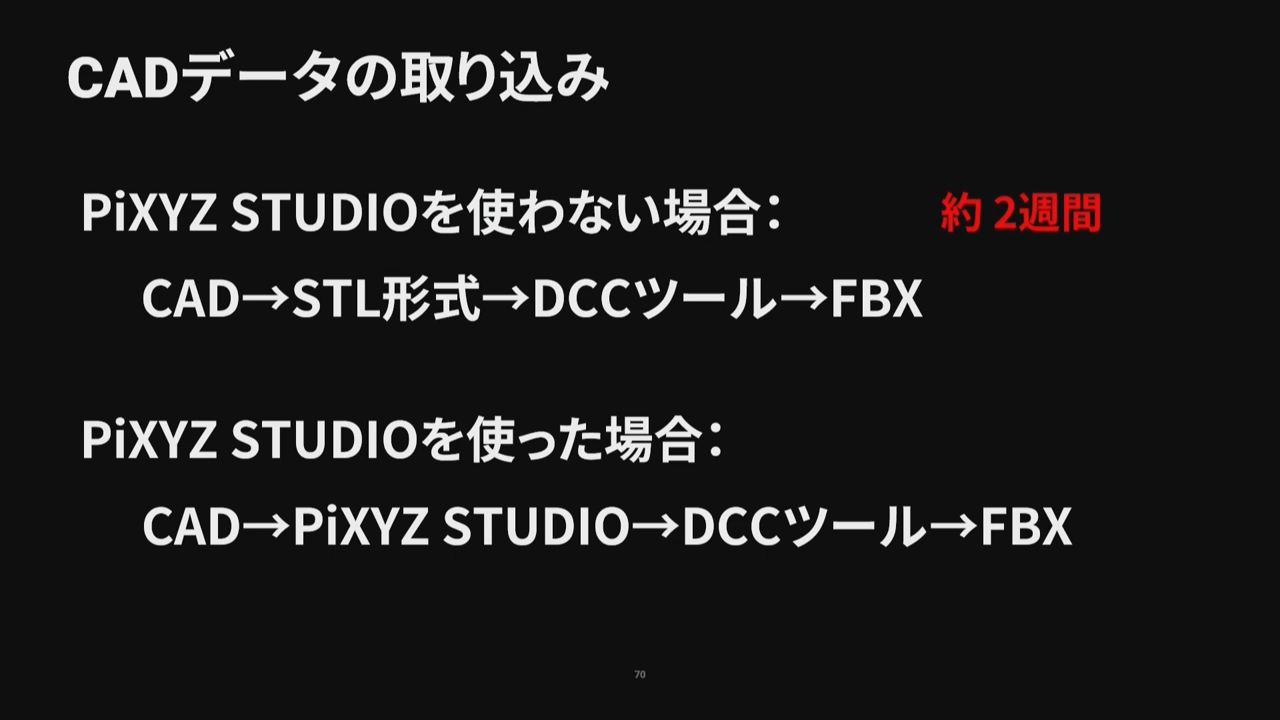 CADデータの取り込み
PiXYZ STUDIOを使わない場合： 約 2週間
CAD→STL形式→DCCツール→FBX
PiXYZ STUDIOを使った場合：
CAD→PiXYZ STUDIO→DCCツール→FBX
70